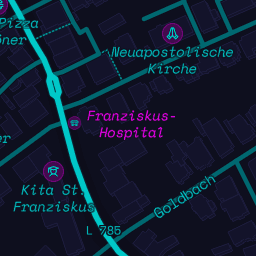 Pizza
Neuapostolische
Kirche
Franziskus-
Hospital
Kita St.
Franziskus
Goldbach
L 785